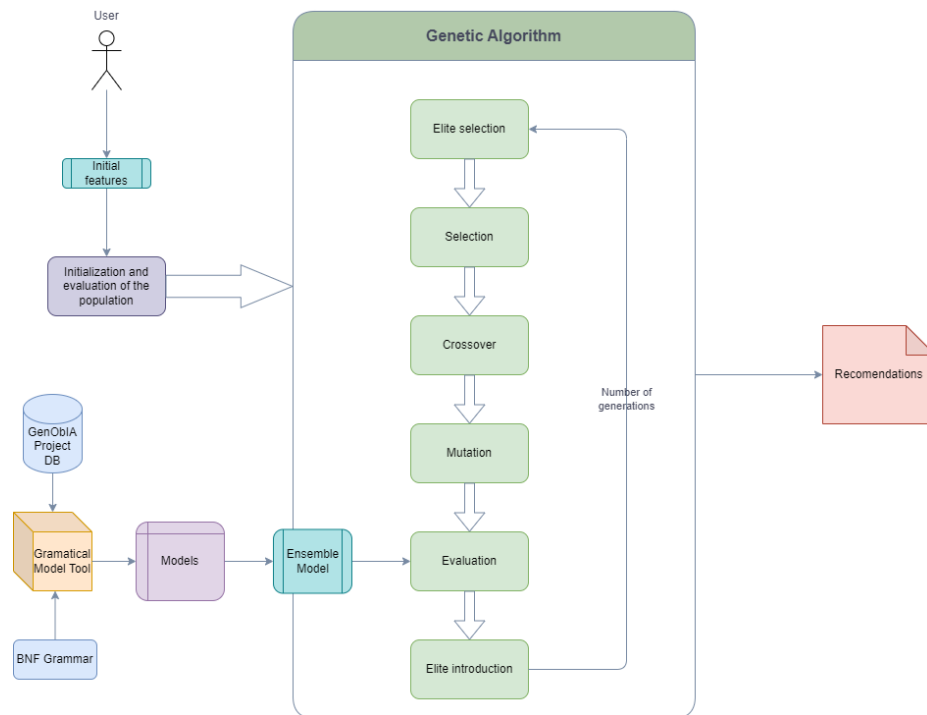 User
Genetic Algorithm
Elite selection
Initial
features
Selection
Initialization and
evaluation of the
population
Crossover
Recomendations
Number of
generations
GenObIA
Project
DB
Mutation
Gramatical
Model Tool
Models
Ensemble
Model
Evaluation
BNF Grammar
Elite introduction